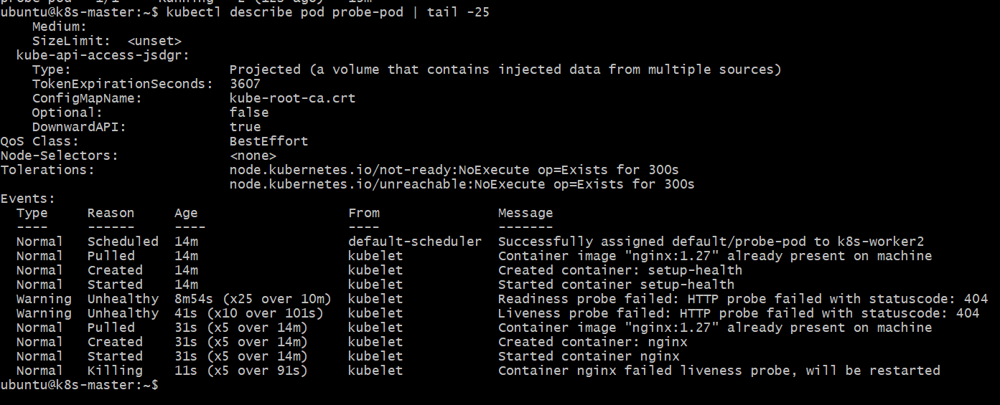 probe-pod   1/1     Running   2 (12s ago)   15m
ubuntu@k8s-master:~$ kubectl describe pod probe-pod | tail -25
    Medium:
    SizeLimit:  <unset>
  kube-api-access-jsdgr:
    Type:                    Projected (a volume that contains injected data from multiple sources)
    TokenExpirationSeconds:  3607
    ConfigMapName:           kube-root-ca.crt
    Optional:                false
    DownwardAPI:             true
QoS Class:                   BestEffort
Node-Selectors:              <none>
Tolerations:                 node.kubernetes.io/not-ready:NoExecute op=Exists for 300s
                             node.kubernetes.io/unreachable:NoExecute op=Exists for 300s
Events:
  Type     Reason     Age                   From               Message
  ----     ------     ----                  ----               -------
  Normal   Scheduled  14m                   default-scheduler  Successfully assigned default/probe-pod to k8s-worker2
  Normal   Pulled     14m                   kubelet            Container image "nginx:1.27" already present on machine
  Normal   Created    14m                   kubelet            Created container: setup-health
  Normal   Started    14m                   kubelet            Started container setup-health
  Warning  Unhealthy  8m54s (x25 over 10m)  kubelet            Readiness probe failed: HTTP probe failed with statuscode: 404
  Warning  Unhealthy  41s (x10 over 101s)   kubelet            Liveness probe failed: HTTP probe failed with statuscode: 404
  Normal   Pulled     31s (x5 over 14m)     kubelet            Container image "nginx:1.27" already present on machine
  Normal   Created    31s (x5 over 14m)     kubelet            Created container: nginx
  Normal   Started    31s (x5 over 14m)     kubelet            Started container nginx
  Normal   Killing    11s (x5 over 91s)     kubelet            Container nginx failed liveness probe, will be restarted
ubuntu@k8s-master:~$